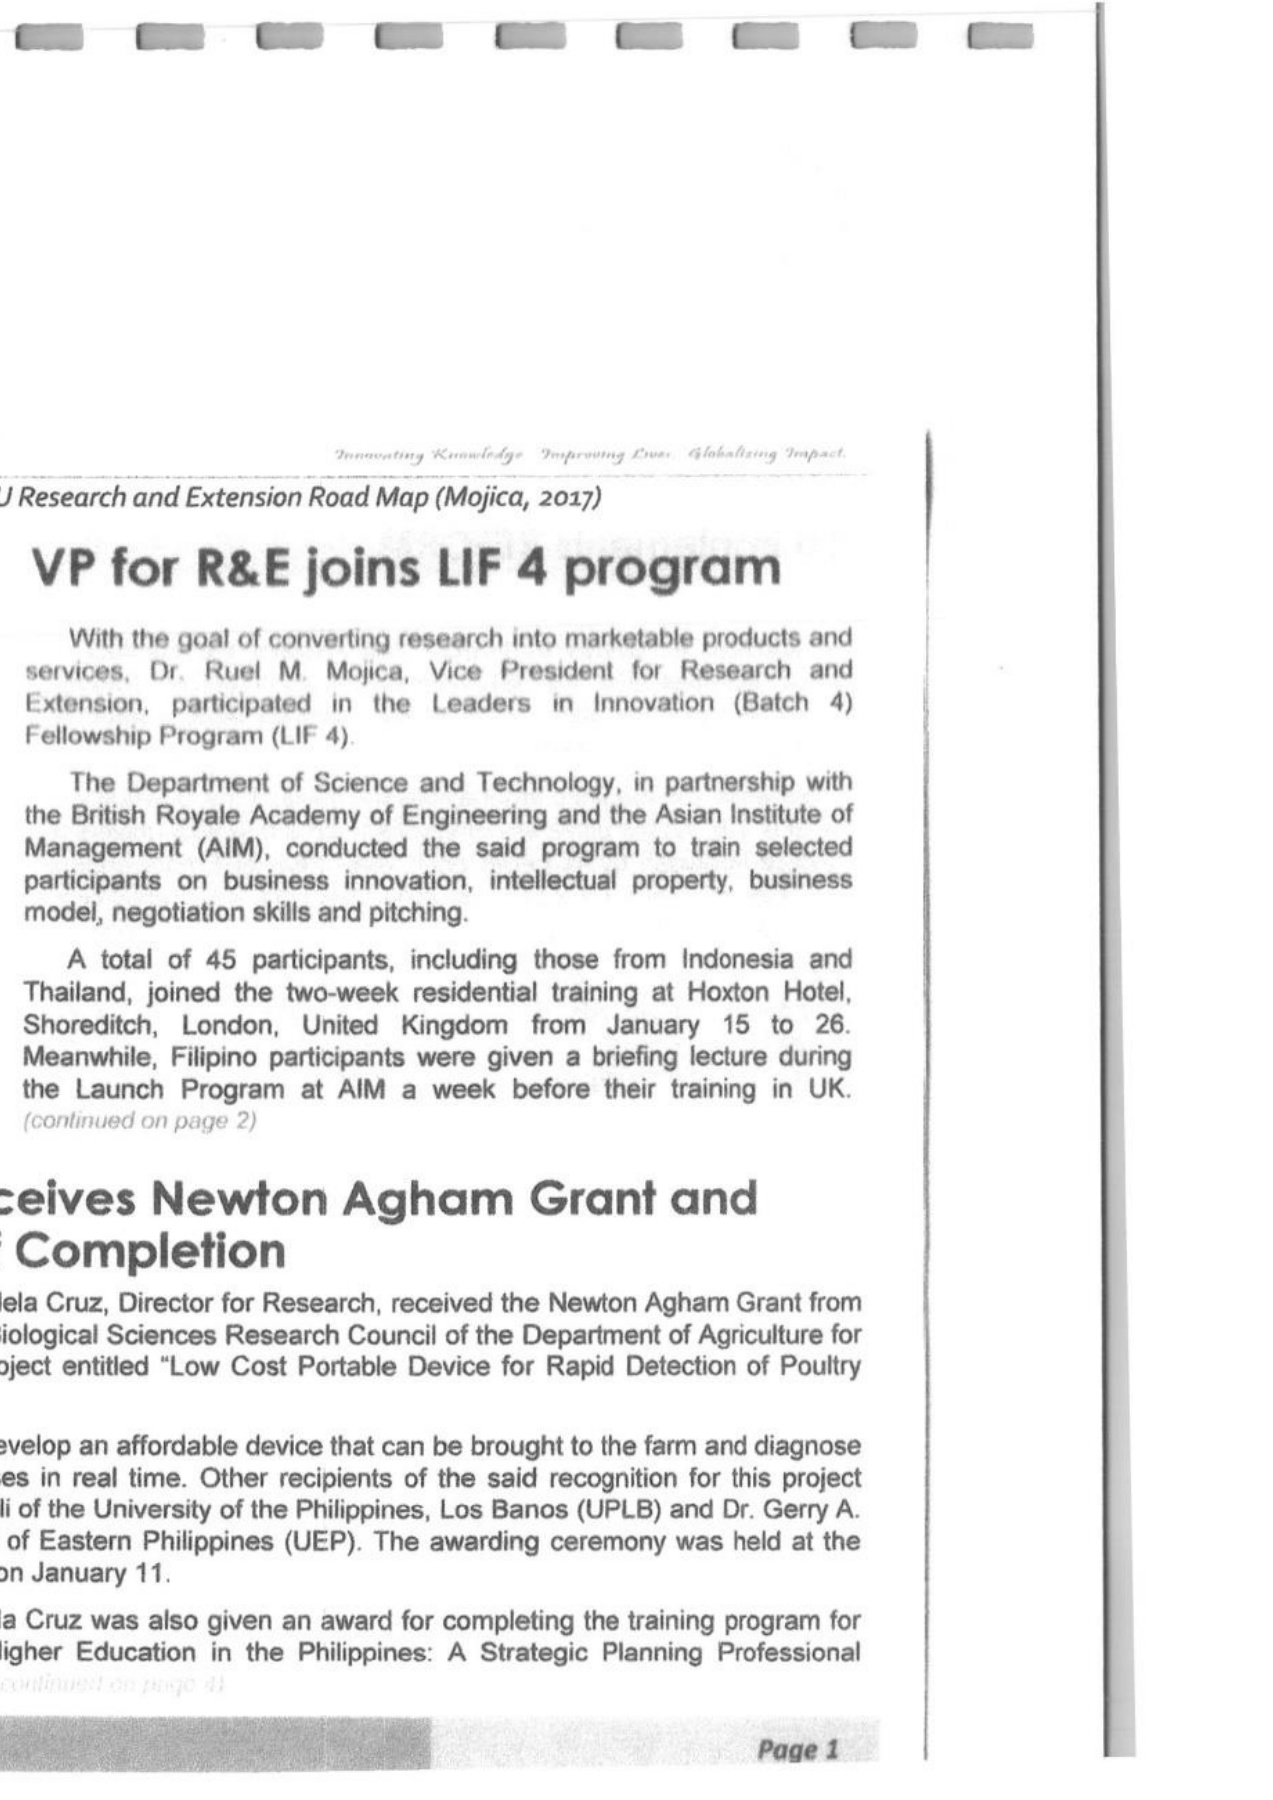 Innovating Knowledge Improving Lives Globalizing Impact.
U Research and Extension Road Map (Mojica, 2017)
VP for R&E joins LIF 4 program
With the goal of converting research into marketable products and
services, Dr. Ruel M. Mojica, Vice President for Research and
Extension, participated in the Leaders in Innovation (Batch 4)
Fellowship Program (LIF 4).
The Department of Science and Technology, in partnership with
the British Royale Academy of Engineering and the Asian Institute of
Management (AIM), conducted the said program to train selected
participants on business innovation, intellectual property, business
model, negotiation skills and pitching.
A total of 45 participants, including those from Indonesia and
Thailand, joined the two-week residential training at Hoxton Hotel,
Shoreditch, London, United Kingdom from January 15 to 26.
Meanwhile, Filipino participants were given a briefing lecture during
the Launch Program at AIM a week before their training in UK.
(continued on page 2)
ceives Newton Agham Grant and
f Completion
lela Cruz, Director for Research, received the Newton Agham Grant from
iological Sciences Research Council of the Department of Agriculture for
oject entitled “Low Cost Portable Device for Rapid Detection of Poultry
evelop an affordable device that can be brought to the farm and diagnose
es in real time. Other recipients of the said recognition for this project
li of the University of the Philippines, Los Banos (UPLB) and Dr. Gerry A.
of Eastern Philippines (UEP). The awarding ceremony was held at the
on January 11.
la Cruz was also given an award for completing the training program for
igher Education in the Philippines: A Strategic Planning Professional
continued on page 4)
Page 1